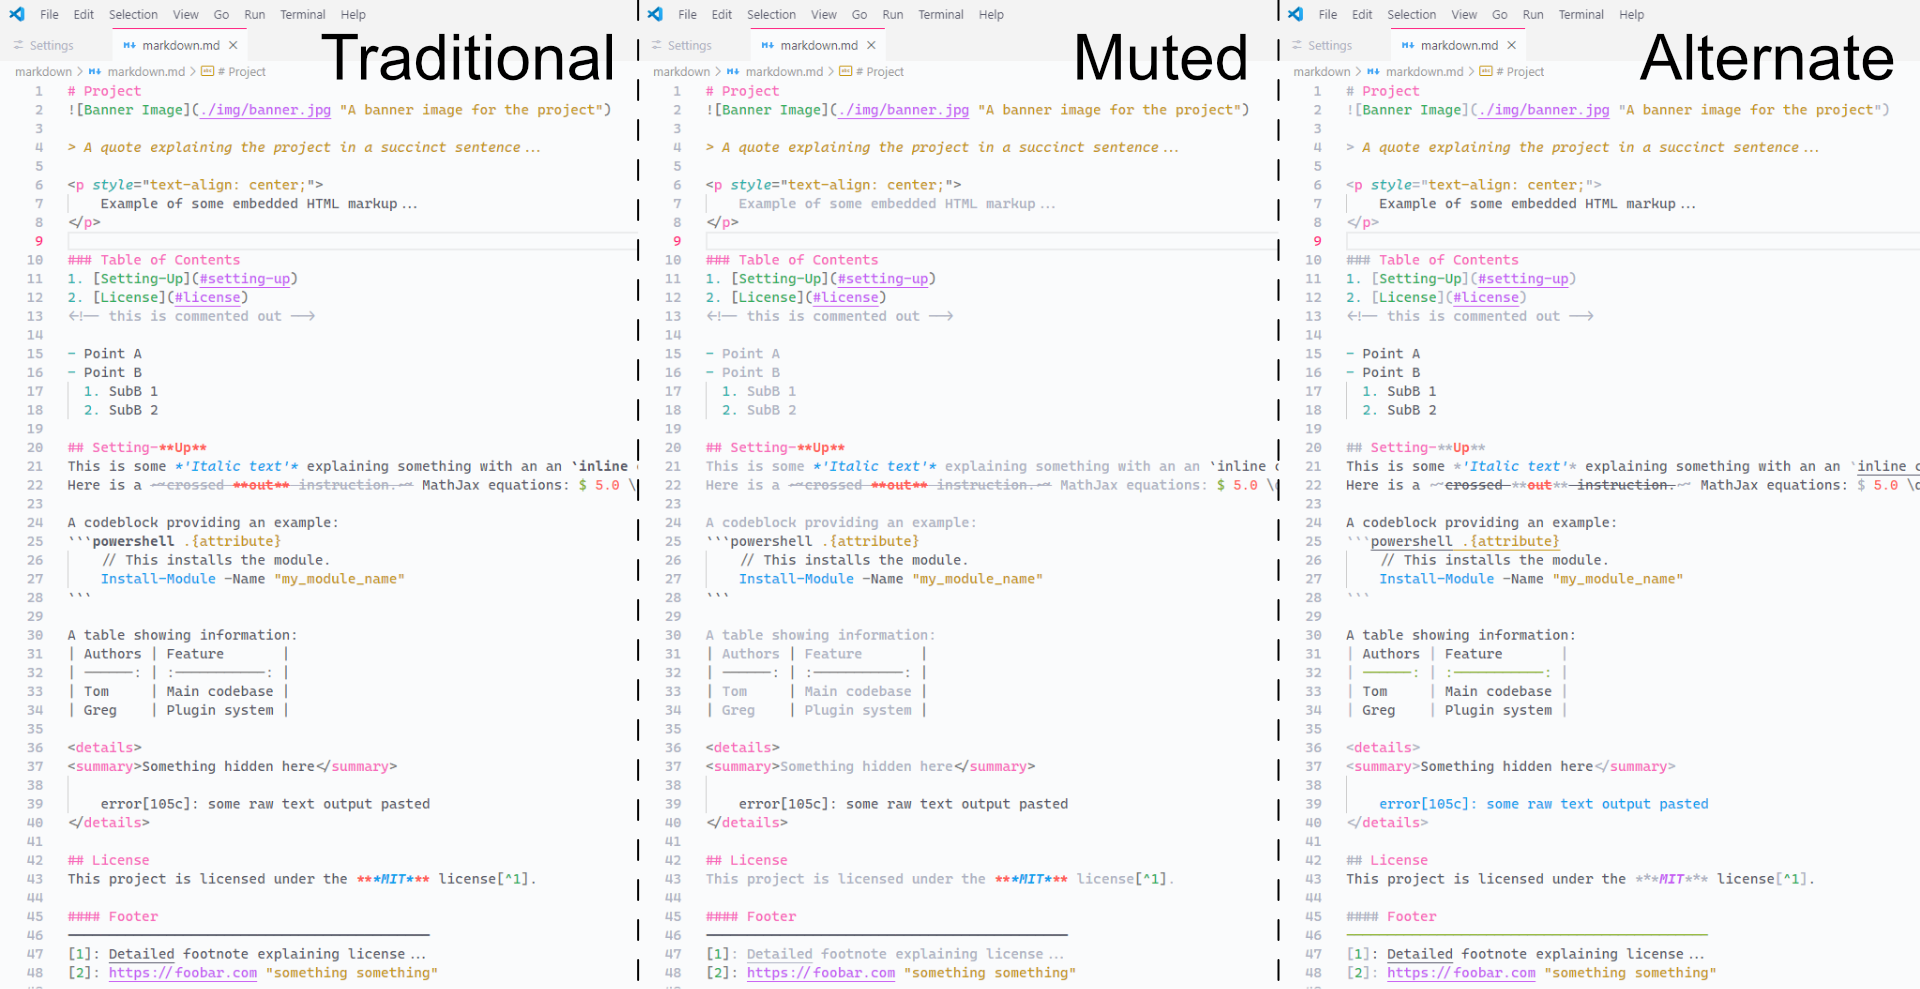 File Edit Selection View Go Run Terminal Help
Settings markdown.md Traditional
markdown > markdown.md > # Project
1 # Project
2 ![Banner Image](./img/banner.jpg "A banner image for the project")
3
4 > A quote explaining the project in a succinct sentence...
5
6 <p style="text-align: center;">
7 Example of some embedded HTML markup...
8 </p>
9
10 ### Table of Contents
11 1. [Setting-Up](#setting-up)
12 2. [License](#license)
13 <!-- this is commented out -->
14
15 - Point A
16 - Point B
17 1. SubB 1
18 2. SubB 2
19
20 ## Setting-**Up**
21 This is some *'Italic text'* explaining something with an an `inline
22 Here is a ~~crossed **out** instruction.~~ MathJax equations: $ 5.0 \
23
24 A codeblock providing an example:
25 ```powershell .{attribute}
26 // This installs the module.
27 Install-Module -Name "my_module_name"
28 ```
29
30 A table showing information:
31 | Authors | Feature |
32 | ------: | :-----------: |
33 | Tom | Main codebase |
34 | Greg | Plugin system |
35
36 <details>
37 <summary>Something hidden here</summary>
38
39 error[105c]: some raw text output pasted
40 </details>
41
42 ## License
43 This project is licensed under the ***MIT*** license[^1].
44
45 #### Footer
46 --------------------------------------------
47 [1]: Detailed footnote explaining license...
48 [2]: https://foobar.com "something something"
File Edit Selection View Go Run Terminal Help
Settings markdown.md Muted
markdown > markdown.md > # Project
1 # Project
2 ![Banner Image](./img/banner.jpg "A banner image for the project")
3
4 > A quote explaining the project in a succinct sentence...
5
6 <p style="text-align: center;">
7 Example of some embedded HTML markup...
8 </p>
9
10 ### Table of Contents
11 1. [Setting-Up](#setting-up)
12 2. [License](#license)
13 <!-- this is commented out -->
14
15 - Point A
16 - Point B
17 1. SubB 1
18 2. SubB 2
19
20 ## Setting-**Up**
21 This is some *'Italic text'* explaining something with an an `inline c
22 Here is a ~~crossed **out** instruction.~~ MathJax equations: $ 5.0 \
23
24 A codeblock providing an example:
25 ```powershell .{attribute}
26 // This installs the module.
27 Install-Module -Name "my_module_name"
28 ```
29
30 A table showing information:
31 | Authors | Feature |
32 | ------: | :-----------: |
33 | Tom | Main codebase |
34 | Greg | Plugin system |
35
36 <details>
37 <summary>Something hidden here</summary>
38
39 error[105c]: some raw text output pasted
40 </details>
41
42 ## License
43 This project is licensed under the ***MIT*** license[^1].
44
45 #### Footer
46 --------------------------------------------
47 [1]: Detailed footnote explaining license...
48 [2]: https://foobar.com "something something"
File Edit Selection View Go Run Terminal Help
Settings markdown.md Alternate
markdown > markdown.md > # Project
1 # Project
2 ![Banner Image](./img/banner.jpg "A banner image for the project")
3
4 > A quote explaining the project in a succinct sentence...
5
6 <p style="text-align: center;">
7 Example of some embedded HTML markup...
8 </p>
9
10 ### Table of Contents
11 1. [Setting-Up](#setting-up)
12 2. [License](#license)
13 <!-- this is commented out -->
14
15 - Point A
16 - Point B
17 1. SubB 1
18 2. SubB 2
19
20 ## Setting-**Up**
21 This is some *'Italic text'* explaining something with an an `inline c
22 Here is a ~~crossed **out** instruction.~~ MathJax equations: $ 5.0 \c
23
24 A codeblock providing an example:
25 ```powershell .{attribute}
26 // This installs the module.
27 Install-Module -Name "my_module_name"
28 ```
29
30 A table showing information:
31 | Authors | Feature |
32 | ------: | :-----------: |
33 | Tom | Main codebase |
34 | Greg | Plugin system |
35
36 <details>
37 <summary>Something hidden here</summary>
38
39 error[105c]: some raw text output pasted
40 </details>
41
42 ## License
43 This project is licensed under the ***MIT*** license[^1].
44
45 #### Footer
46 --------------------------------------------
47 [1]: Detailed footnote explaining license...
48 [2]: https://foobar.com "something something"